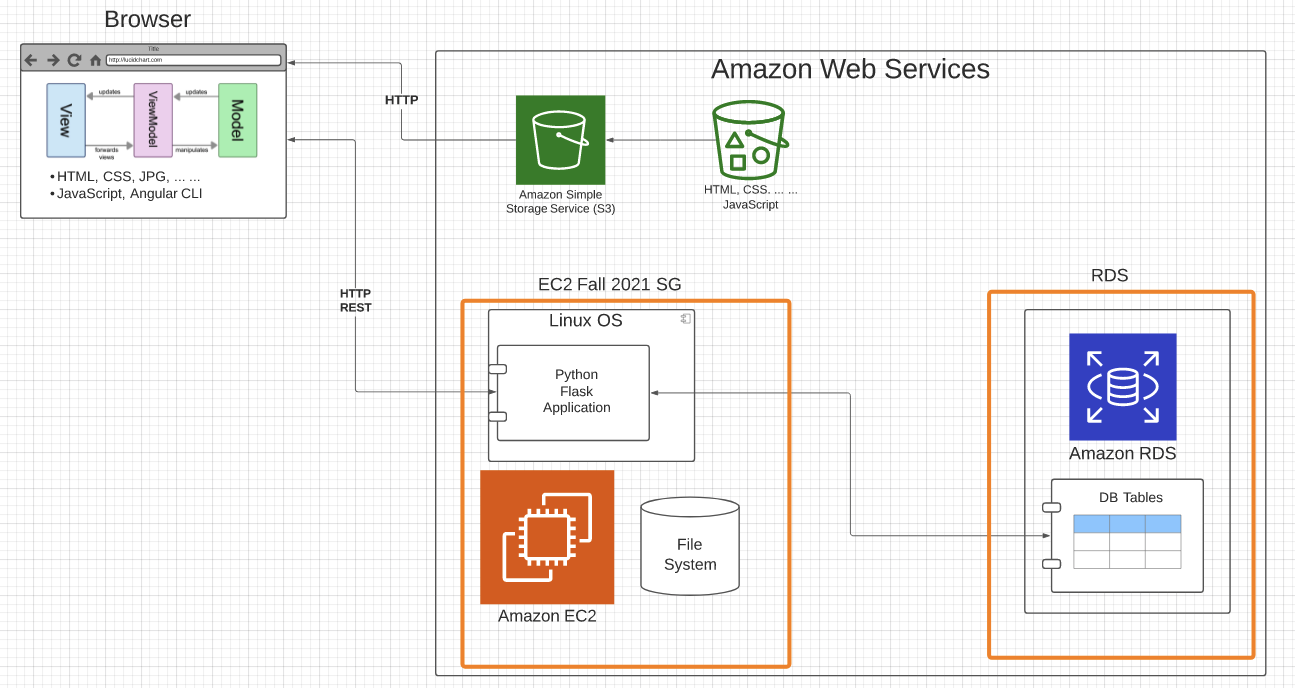 Browser
Title
http://lucidchart.com
View
updates
forwards
views
ViewModel
updates
manipulates
Model
•HTML, CSS, JPG, ... ...
•JavaScript, Angular CLI
HTTP
HTTP
REST
Amazon Web Services
Amazon Simple
Storage Service (S3)
HTML, CSS. ... ...
JavaScript
EC2 Fall 2021 SG
Linux OS
Python
Flask
Application
Amazon EC2
File
System
RDS
Amazon RDS
DB Tables